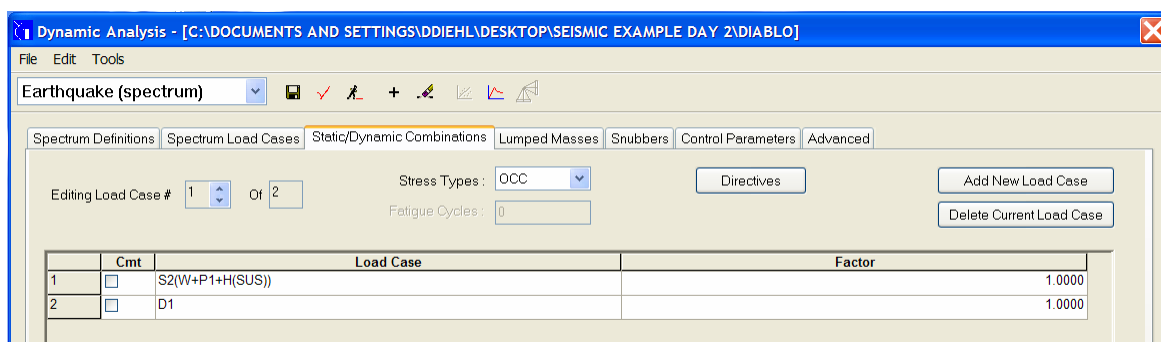 Dynamic Analysis - [C:\DOCUMENTS AND SETTINGS\DDIEHL\DESKTOP\SEISMIC EXAMPLE DAY 2\DIABLO]
File Edit Tools
Earthquake (spectrum)
Spectrum Definitions Spectrum Load Cases Static/Dynamic Combinations Lumped Masses Snubbers Control Parameters Advanced
Editing Load Case # 1 Of 2 Stress Types : OCC Directives Add New Load Case
Fatigue Cycles : 0 Delete Current Load Case
Cmt Load Case Factor
1 S2(W+P1+H(SUS)) 1.0000
2 D1 1.0000